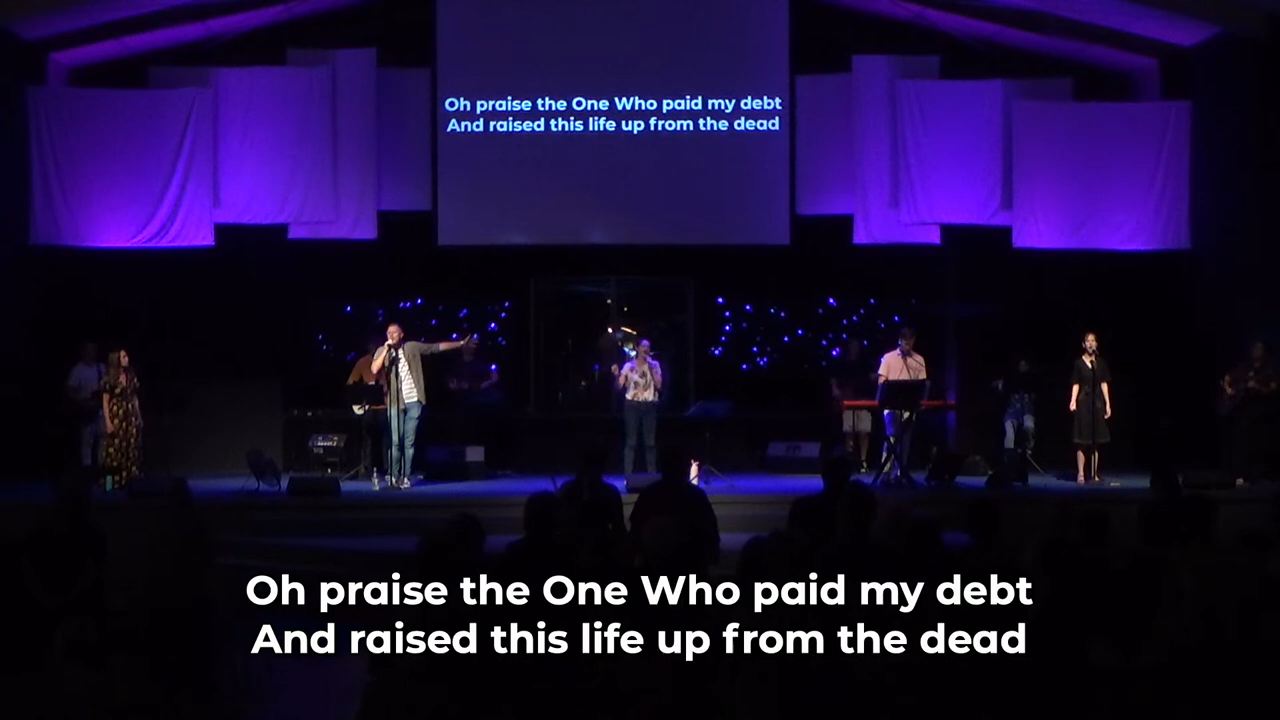 Oh praise the One Who paid my debt
And raised this life up from the dead
Oh praise the One Who paid my debt
And raised this life up from the dead